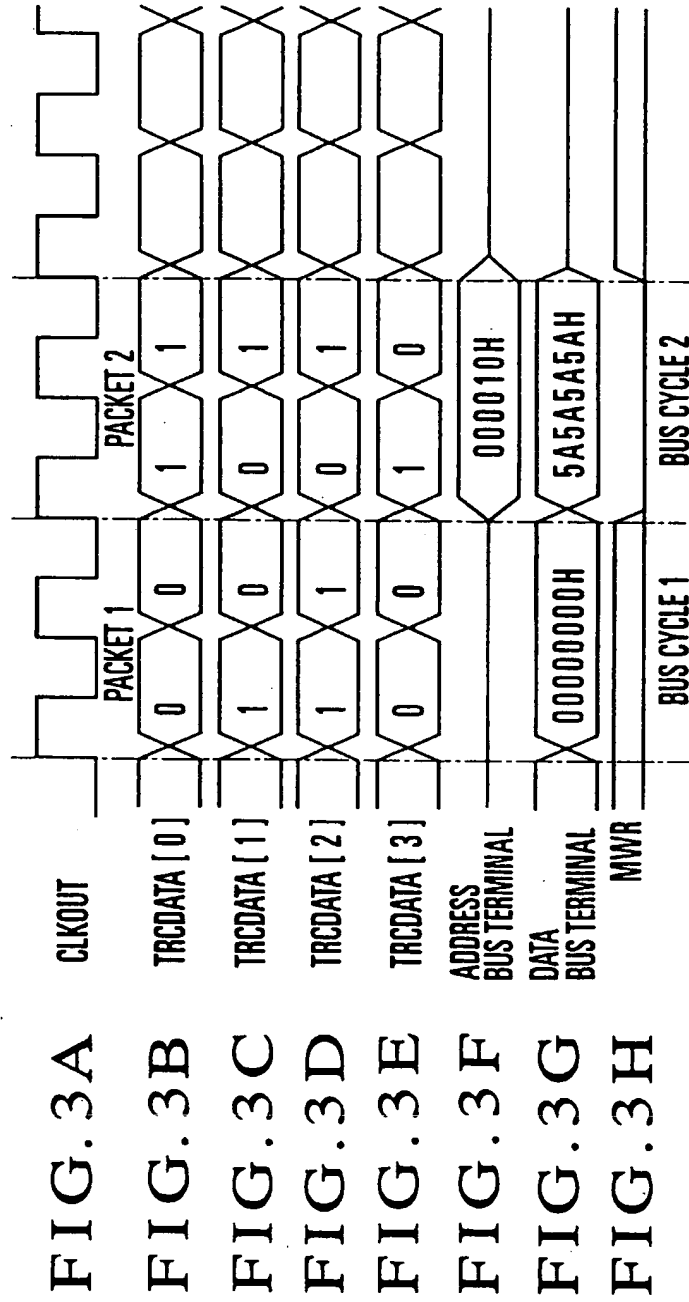 FIG.3A CLKOUT
PACKET 1 PACKET 2
FIG.3B TRCDATA [ 0 ] 0 0 1 1
FIG.3C TRCDATA [ 1 ] 1 0 0 1
FIG.3D TRCDATA [ 2 ] 1 1 0 1
FIG.3E TRCDATA [ 3 ] 0 0 1 0
FIG.3F ADDRESS
BUS TERMINAL 000010H
FIG.3G DATA
BUS TERMINAL 00000000H 5A5A5A5AH
FIG.3H MWR
BUS CYCLE 1 BUS CYCLE 2